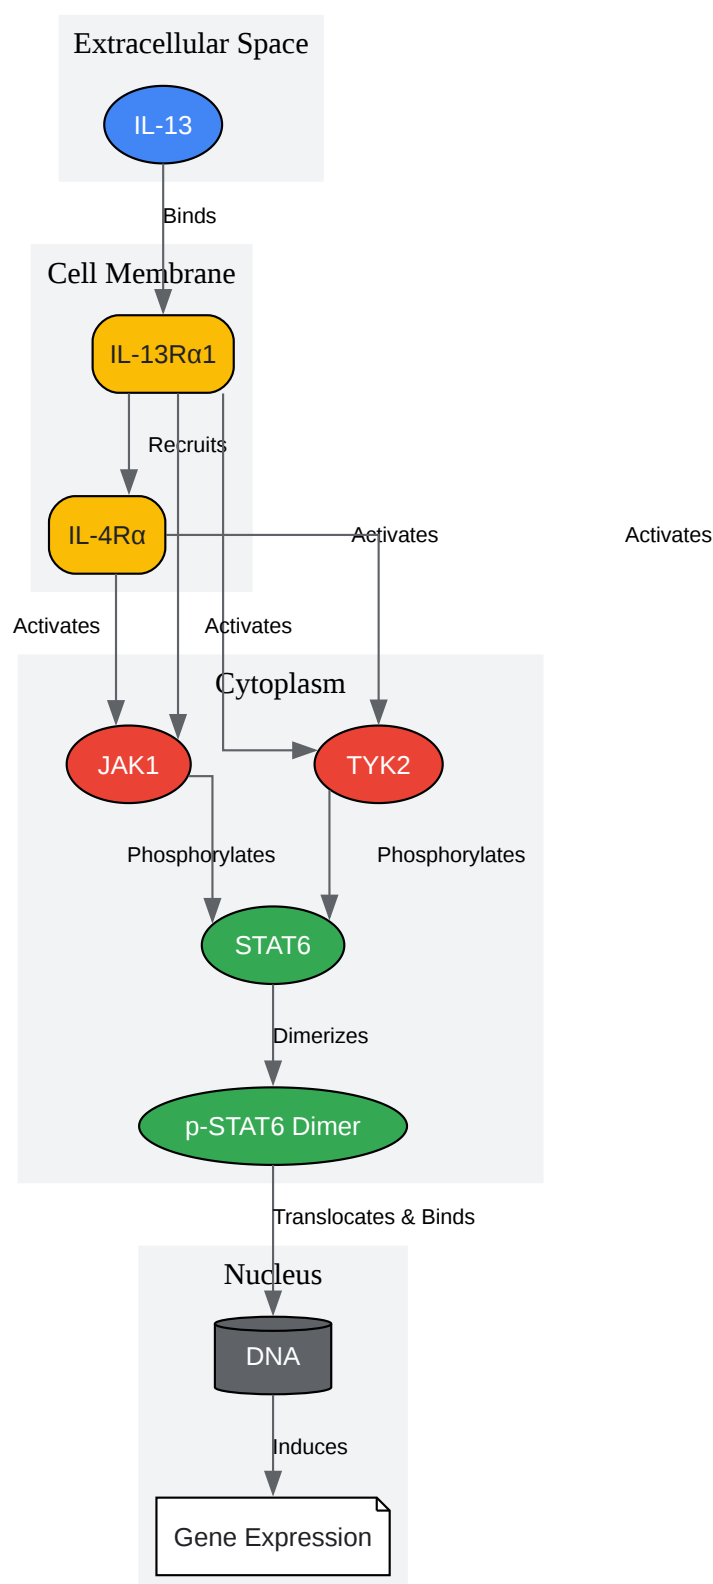 Extracellular Space
IL-13
Binds
Cell Membrane
IL-13Rα1
Recruits
IL-4Rα
Activates
Activates
Activates
Activates
Cytoplasm
JAK1
TYK2
Phosphorylates
Phosphorylates
STAT6
Dimerizes
p-STAT6 Dimer
Translocates & Binds
Nucleus
DNA
Induces
Gene Expression